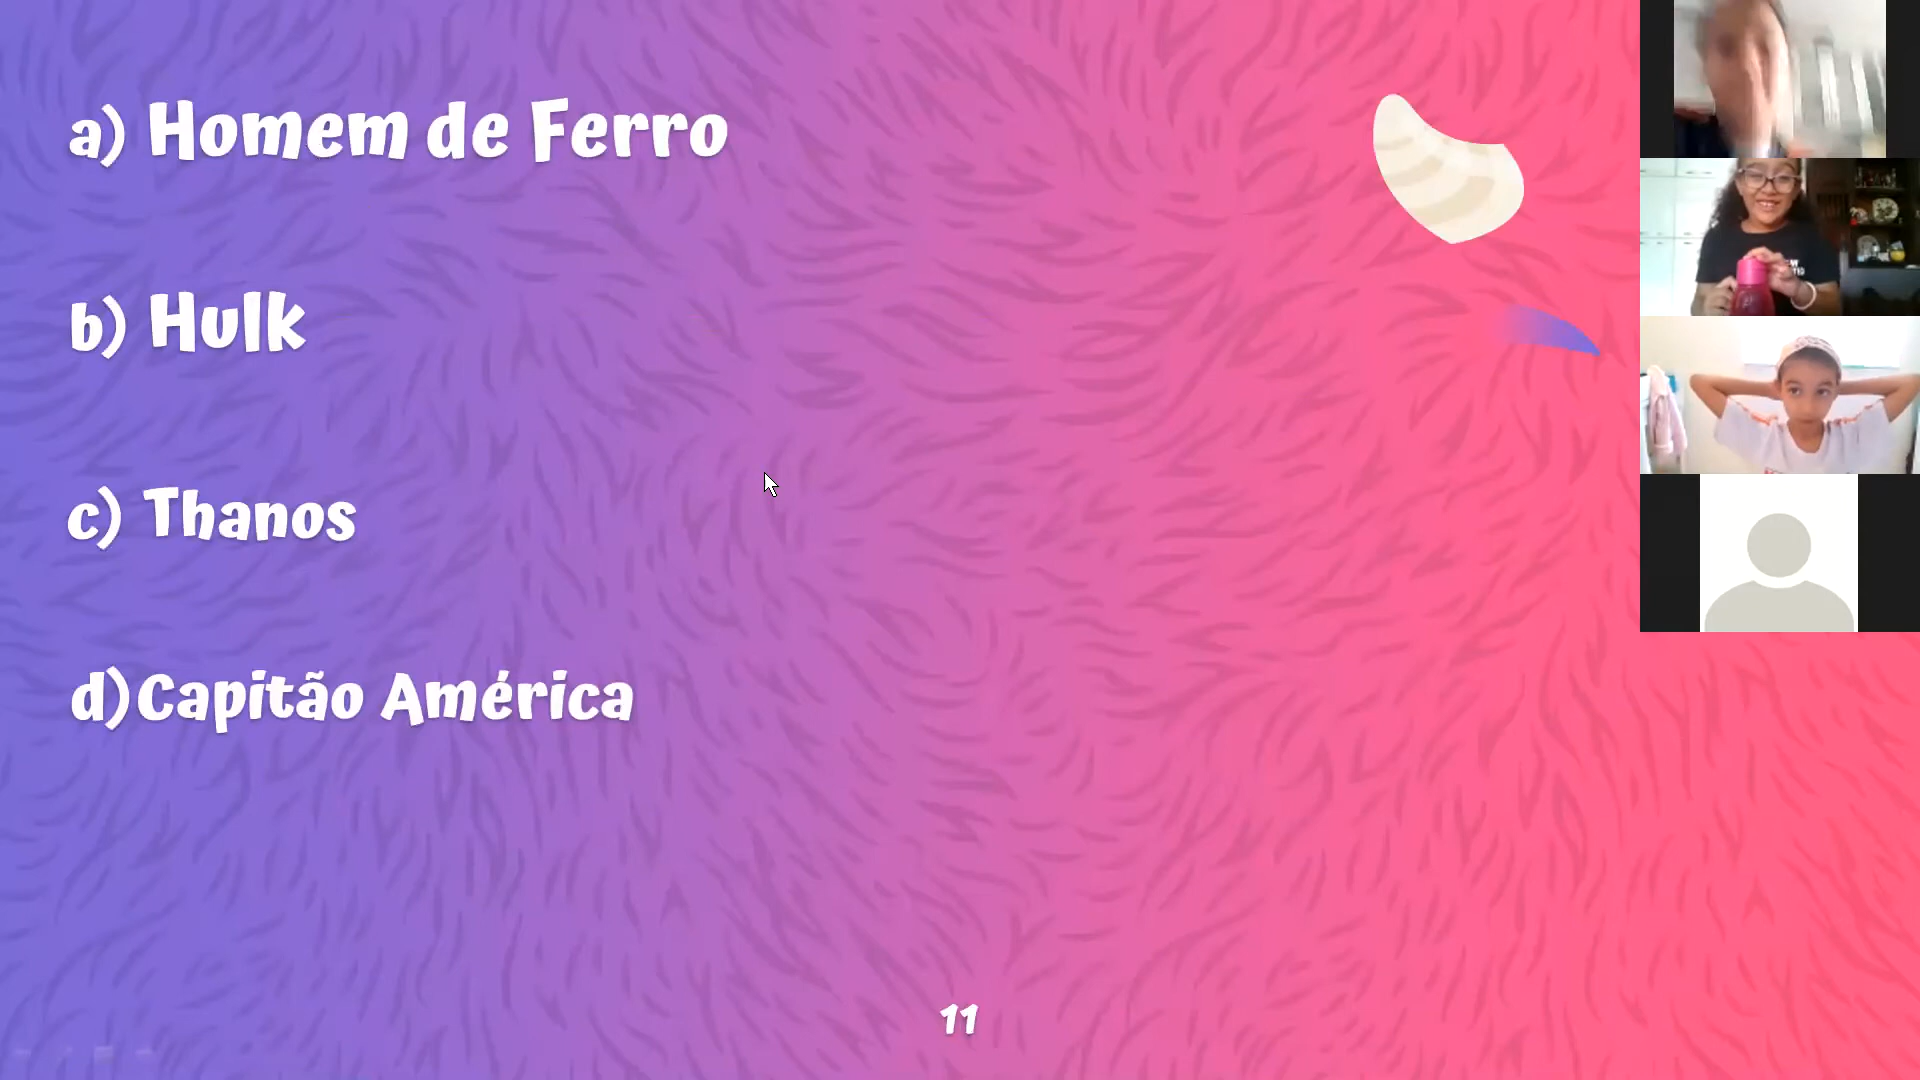 a) Homem de Ferro
b) Hulk
c) Thanos
d)Capitão América
11